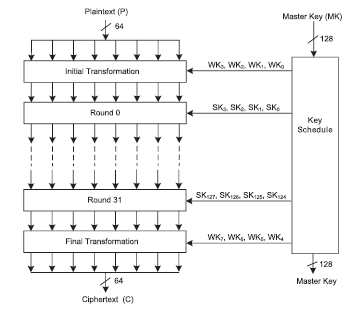 Plaintext (P)
64
Master Key (MK)
128
Initial Transformation
WK3, WK2, WK1, WK0
Round 0
SK3, SK2, SK1, SK0
Key
Schedule
Round 31
SK127, SK126, SK125, SK124
Final Transformation
WK7, WK6, WK5, WK4
64
128
Ciphertext (C)
Master Key